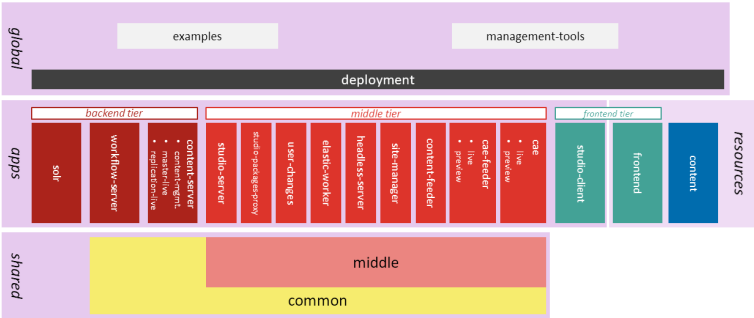 global
examples
management-tools
deployment
apps
backend tier
middle tier
frontend tier
solr
workflow-server
content-server
• content-mgmt.
• master-live
• replication-live
studio-server
studio-packages-proxy
user-changes
elastic-worker
headless-server
site-manager
content-feeder
cae-feeder
• live
• preview
cae
• live
• preview
studio-client
frontend
content
resources
shared
middle
common